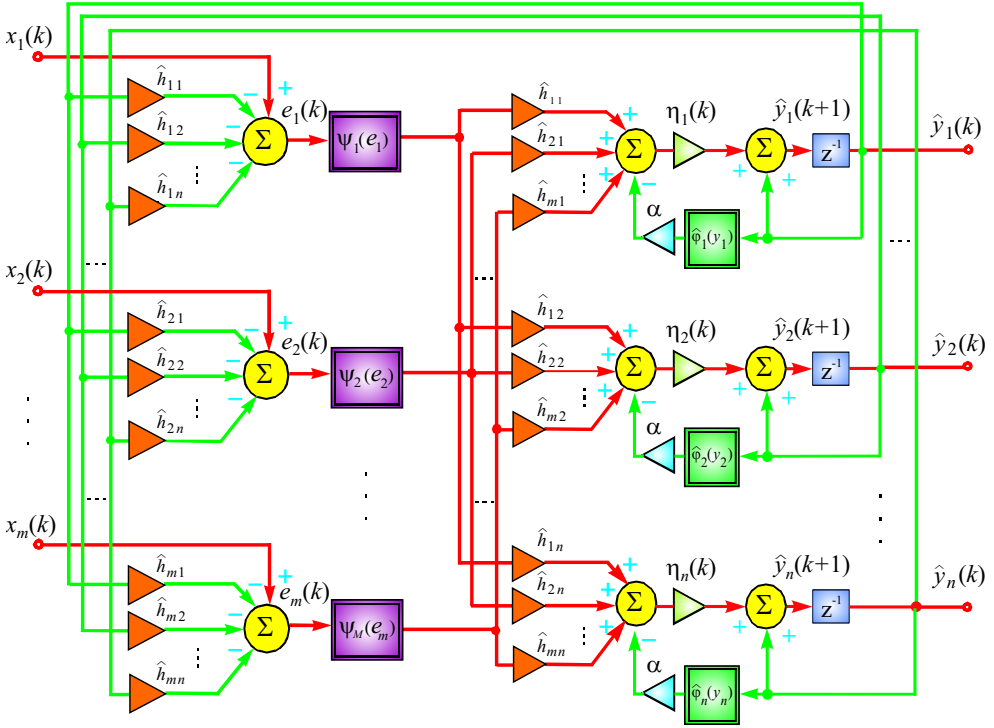 x₁(k)
ĥ₁₁
ĥ₁₂
ĥ₁ₙ
− + − −
Σ
e₁(k)
ψ₁(e₁)
ĥ₁₁
ĥ₂₁
ĥₘ₁
+ + + −
Σ
η₁(k)
α
Σ
+ +
ŷ₁(k+1)
z⁻¹
φ̂₁(y₁)
ŷ₁(k)
x₂(k)
ĥ₂₁
ĥ₂₂
ĥ₂ₙ
− + − −
Σ
e₂(k)
ψ₂(e₂)
ĥ₁₂
ĥ₂₂
ĥₘ₂
+ + + −
Σ
η₂(k)
α
Σ
+ +
ŷ₂(k+1)
z⁻¹
φ̂₂(y₂)
ŷ₂(k)
xₘ(k)
ĥₘ₁
ĥₘ₂
ĥₘₙ
− + − −
Σ
eₘ(k)
ψ_M(eₘ)
ĥ₁ₙ
ĥ₂ₙ
ĥₘₙ
+ + + −
Σ
ηₙ(k)
α
Σ
+ +
ŷₙ(k+1)
z⁻¹
φ̂ₙ(yₙ)
ŷₙ(k)